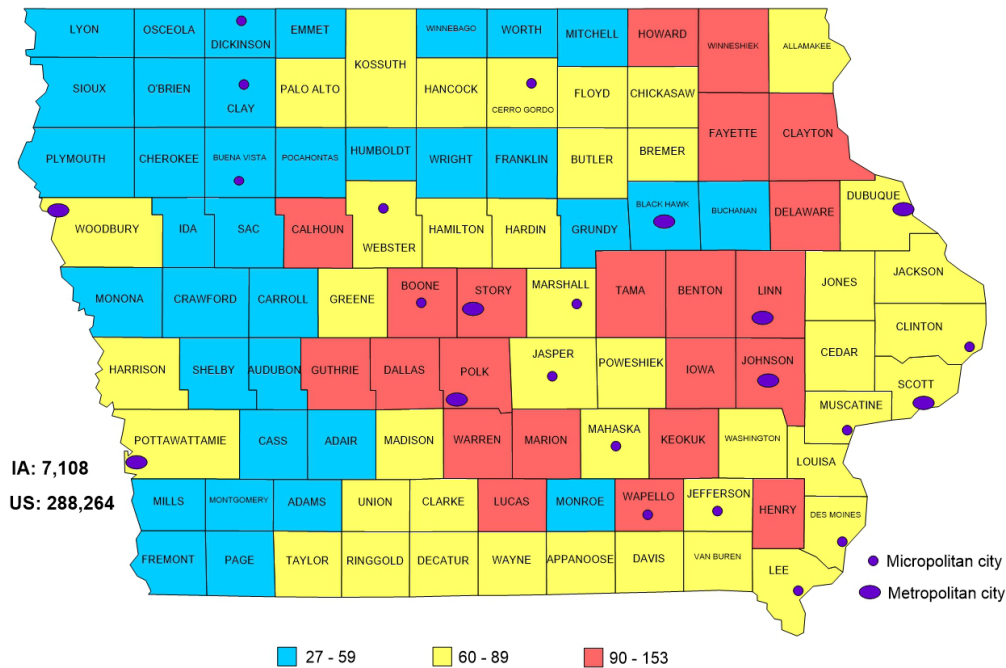 LYON OSCEOLA DICKINSON EMMET WINNEBAGO WORTH MITCHELL HOWARD WINNESHIEK ALLAMAKEE
KOSSUTH
SIOUX O'BRIEN CLAY PALO ALTO HANCOCK CERRO GORDO FLOYD CHICKASAW
FAYETTE CLAYTON
PLYMOUTH CHEROKEE BUENA VISTA POCAHONTAS HUMBOLDT WRIGHT FRANKLIN BUTLER BREMER
WOODBURY IDA SAC CALHOUN WEBSTER HAMILTON HARDIN GRUNDY BLACK HAWK BUCHANAN DELAWARE DUBUQUE
MONONA CRAWFORD CARROLL GREENE BOONE STORY MARSHALL TAMA BENTON LINN JONES JACKSON
CLINTON
HARRISON SHELBY AUDUBON GUTHRIE DALLAS POLK JASPER POWESHIEK IOWA JOHNSON CEDAR SCOTT
MUSCATINE
POTTAWATTAMIE CASS ADAIR MADISON WARREN MARION MAHASKA KEOKUK WASHINGTON LOUISA
IA: 7,108
US: 288,264
MILLS MONTGOMERY ADAMS UNION CLARKE LUCAS MONROE WAPELLO JEFFERSON HENRY DES MOINES
FREMONT PAGE TAYLOR RINGGOLD DECATUR WAYNE APPANOOSE DAVIS VAN BUREN LEE
Micropolitan city
Metropolitan city
27 - 59 60 - 89 90 - 153